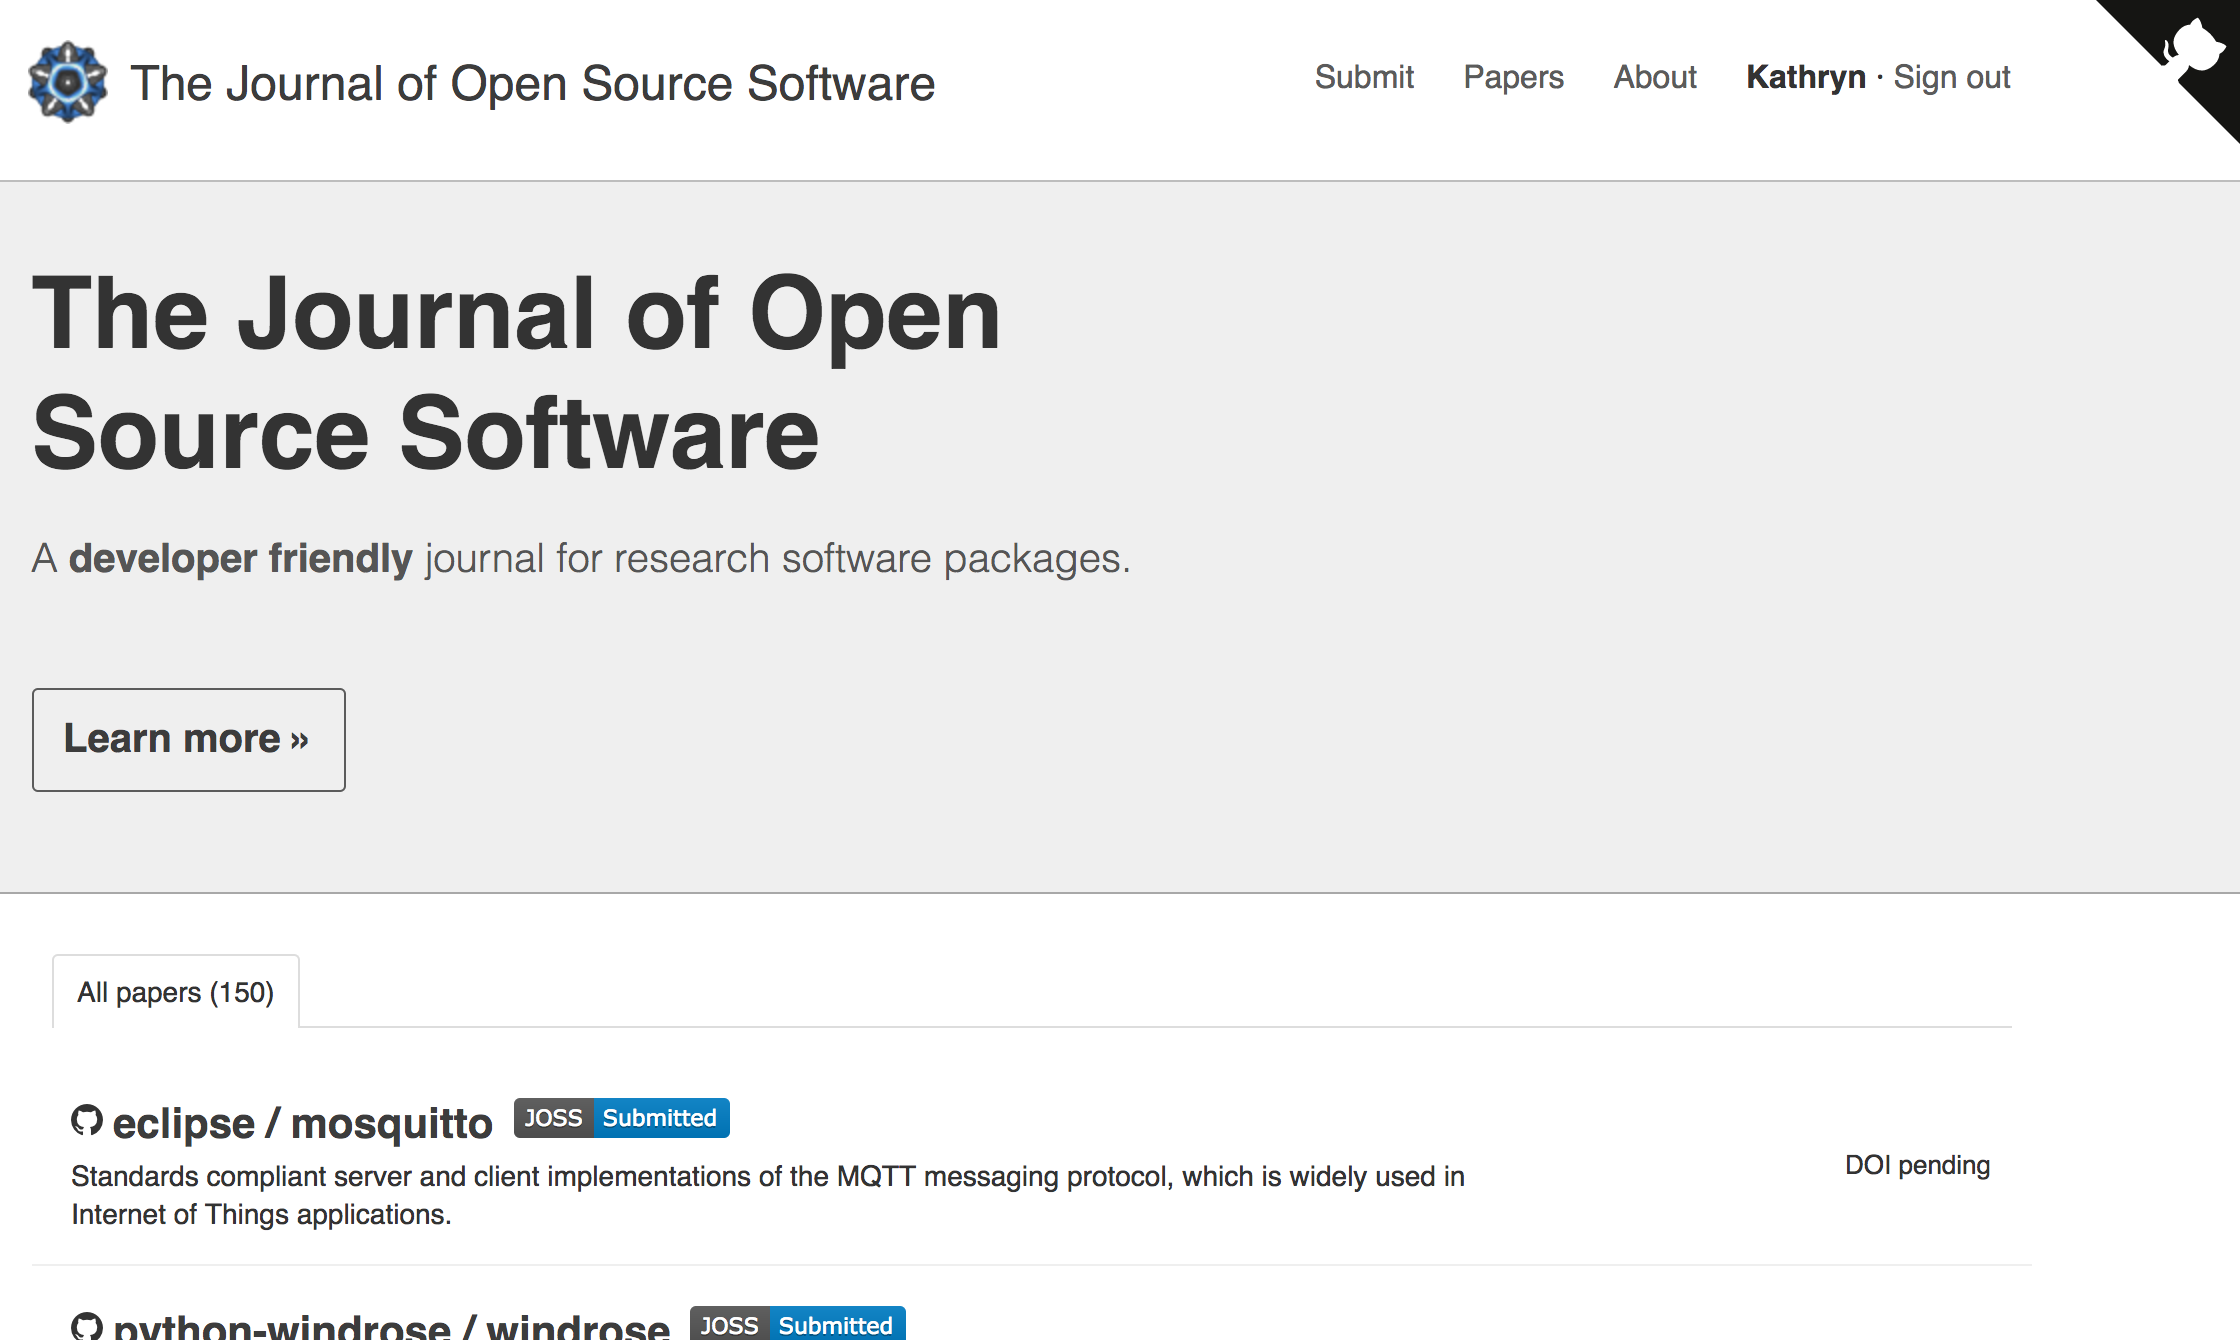 The Journal of Open Source Software
Submit Papers About Kathryn · Sign out
The Journal of Open
Source Software
A developer friendly journal for research software packages.
Learn more »
All papers (150)
eclipse / mosquitto JOSS Submitted
Standards compliant server and client implementations of the MQTT messaging protocol, which is widely used in
Internet of Things applications.
DOI pending
python-windrose / windrose JOSS Submitted